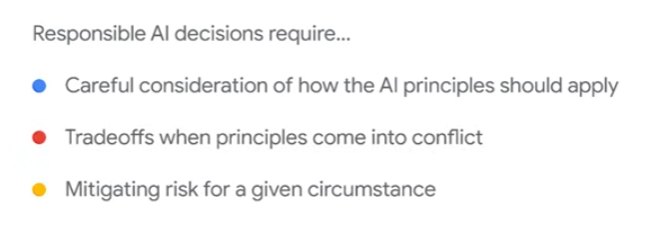 Responsible AI decisions require...
Careful consideration of how the AI principles should apply
Tradeoffs when principles come into conflict
Mitigating risk for a given circumstance